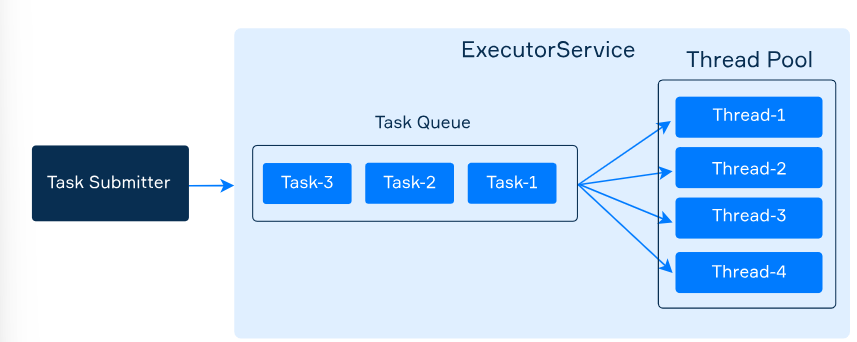 ExecutorService
Thread Pool
Task Queue
Task Submitter
Task-3
Task-2
Task-1
Thread-1
Thread-2
Thread-3
Thread-4